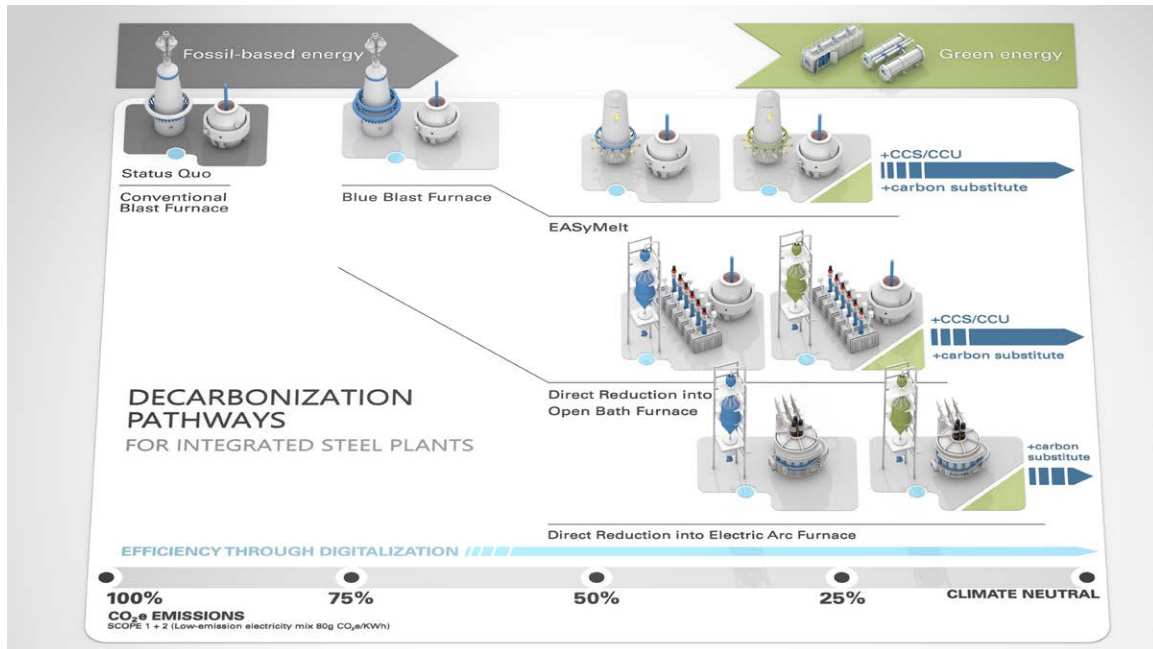 Fossil-based energy
Green energy
Status Quo
Conventional
Blast Furnace
Blue Blast Furnace
+CCS/CCU
+carbon substitute
EASyMelt
+CCS/CCU
+carbon substitute
Direct Reduction into
Open Bath Furnace
+carbon
substitute
Direct Reduction into Electric Arc Furnace
DECARBONIZATION
PATHWAYS
FOR INTEGRATED STEEL PLANTS
EFFICIENCY THROUGH DIGITALIZATION
100%
75%
50%
25%
CLIMATE NEUTRAL
CO₂e EMISSIONS
SCOPE 1 + 2 (Low-emission electricity mix 80g CO₂e/KWh)